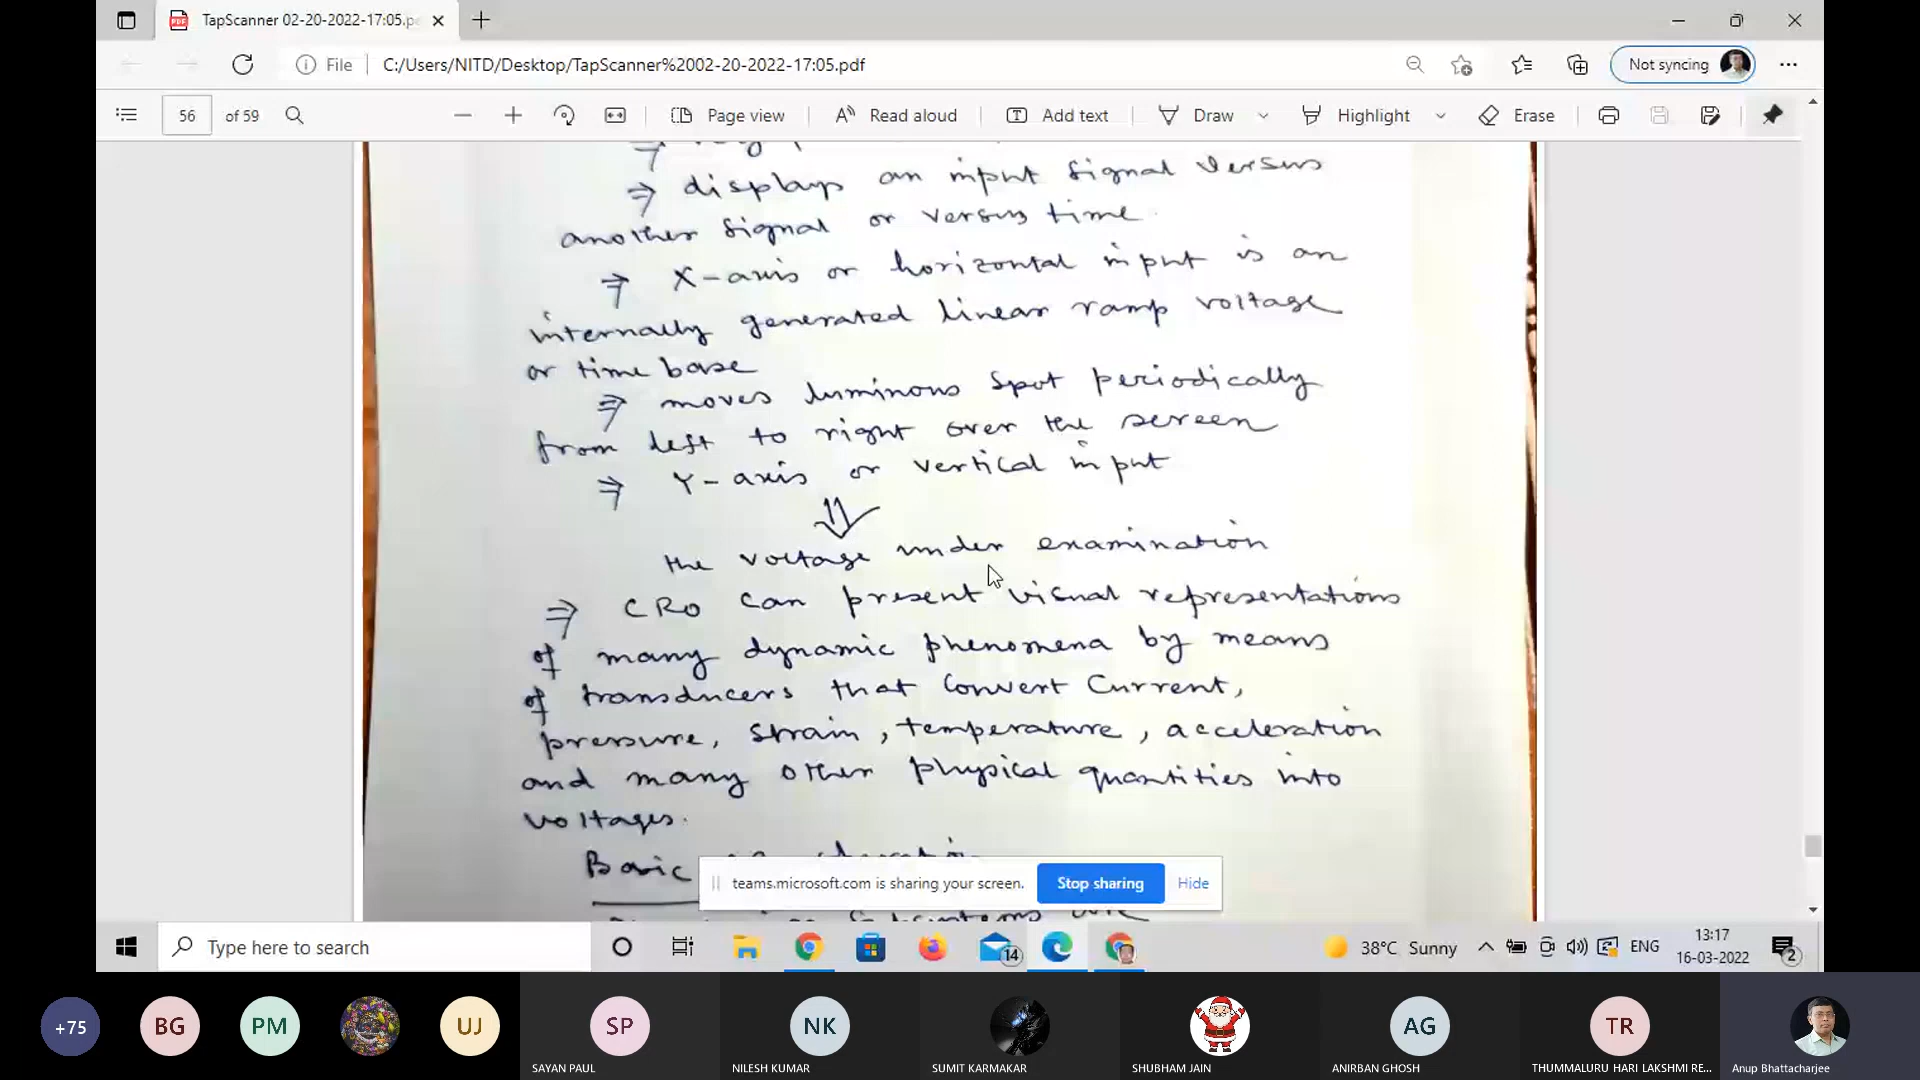 TapScanner 02-20-2022-17:05.p
File C:/Users/NITD/Desktop/TapScanner%2002-20-2022-17:05.pdf
Not syncing
56 of 59
Page view
Read aloud
Add text
Draw
Highlight
Erase
⇒ displays an input signal versus
another signal or versus time.
⇒ X-axis or horizontal input is an
internally generated linear ramp voltage
or time base
⇒ moves luminous spot periodically
from left to right over the screen
⇒ Y-axis or vertical input
⇓
the voltage under examination
⇒ CRO can present visual representations
of many dynamic phenomena by means
of transducers that convert current,
pressure, strain, temperature, acceleration
and many other physical quantities into
voltages.
Basic
Subsystems are
teams.microsoft.com is sharing your screen.
Stop sharing
Hide
Type here to search
14
38°C Sunny
ENG
13:17
16-03-2022
2
+75
BG
PM
UJ
SP
NK
AG
TR
SAYAN PAUL
NILESH KUMAR
SUMIT KARMAKAR
SHUBHAM JAIN
ANIRBAN GHOSH
THUMMALURU HARI LAKSHMI RE...
Anup Bhattacharjee